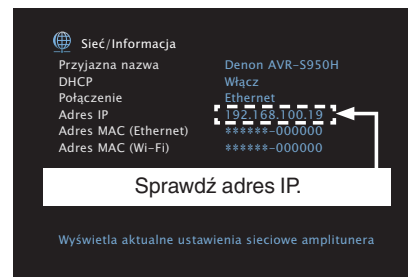 Sieć/Informacja
Przyjazna nazwa Denon AVR-S950H
DHCP Włącz
Połączenie Ethernet
Adres IP 192.168.100.19
Adres MAC (Ethernet) ******-000000
Adres MAC (Wi-Fi) ******-000000
Sprawdź adres IP.
Wyświetla aktualne ustawienia sieciowe amplitunera